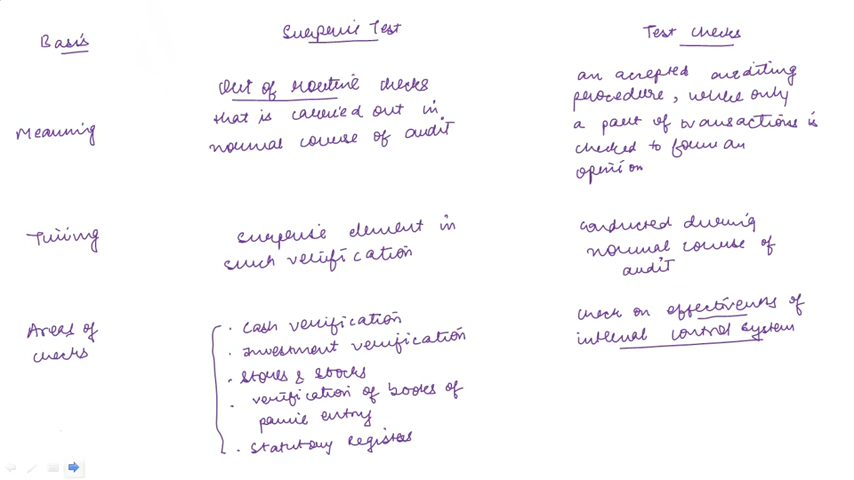 Basis
Surprise Test
Test Checks
Meaning
out of routine checks
that is carried out in
normal course of audit
an accepted auditing
procedure, where only
a part of transactions is
checked to form an
opinion
Timing
surprise element in
such verification
conducted during
normal course of
audit
Areas of
checks
• Cash verification
• Investment verification
• Stores & stocks
• verification of books of
prime entry
• Statutory Registers
check on effectiveness of
internal control system